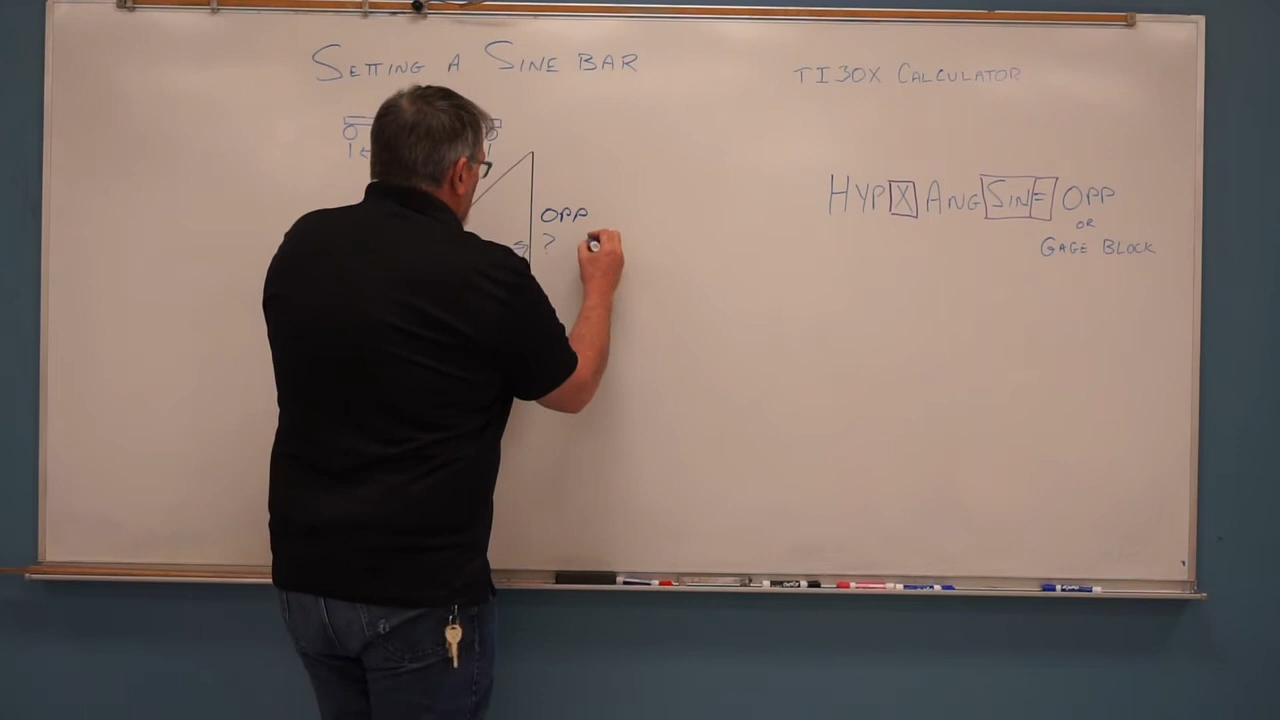 SETTING A SINE BAR
OPP
?
TI30X CALCULATOR
HYP X ANG SINE = OPP
OR
GAGE BLOCK